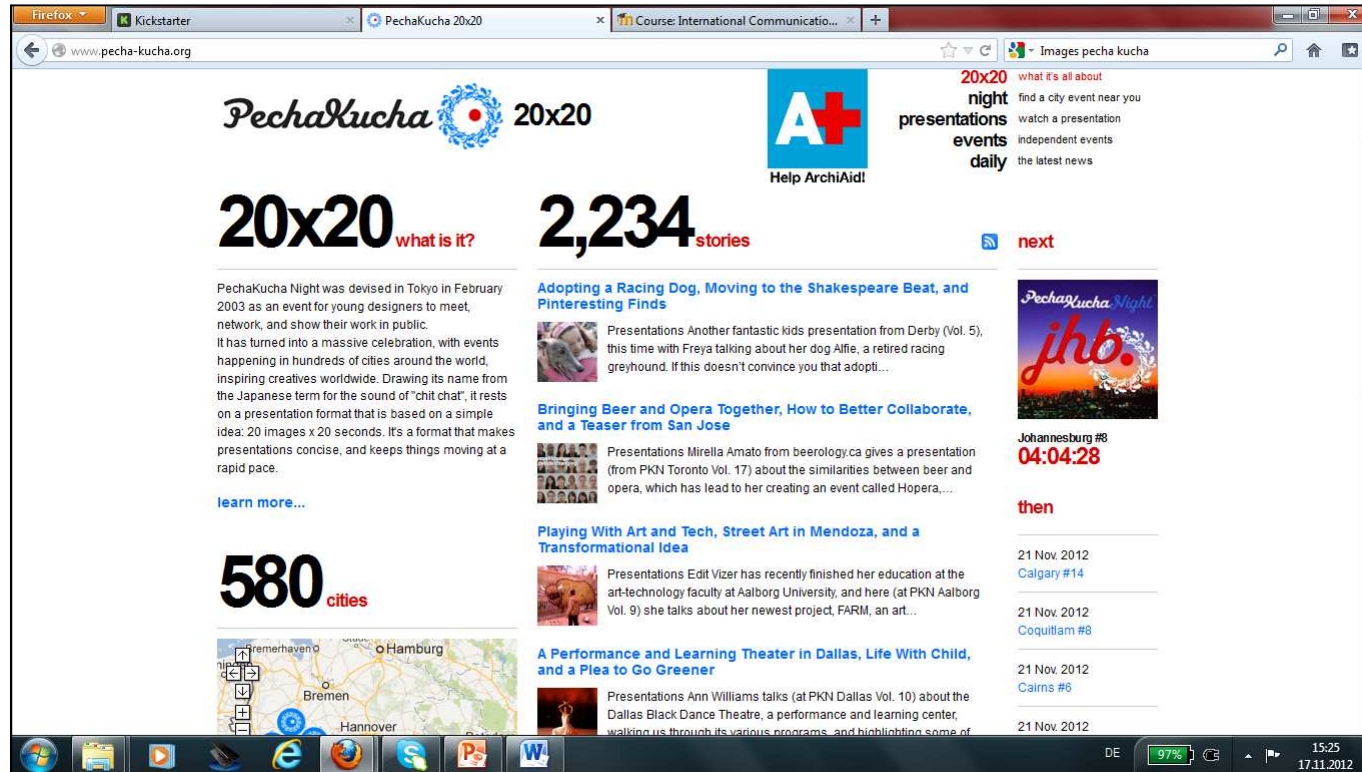 Firefox
Kickstarter
PechaKucha 20x20
Course: International Communicatio...
www.pecha-kucha.org
Images pecha kucha
PechaKucha 20x20
A+
Help ArchiAid!
20x20 what it's all about
night find a city event near you
presentations watch a presentation
events independent events
daily the latest news
20x20 what is it?
PechaKucha Night was devised in Tokyo in February
2003 as an event for young designers to meet,
network, and show their work in public.
It has turned into a massive celebration, with events
happening in hundreds of cities around the world,
inspiring creatives worldwide. Drawing its name from
the Japanese term for the sound of "chit chat", it rests
on a presentation format that is based on a simple
idea: 20 images x 20 seconds. It's a format that makes
presentations concise, and keeps things moving at a
rapid pace.
learn more...
580 cities
Bremerhaven
Hamburg
Bremen
Hannover
2,234 stories
Adopting a Racing Dog, Moving to the Shakespeare Beat, and
Pinteresting Finds
Presentations Another fantastic kids presentation from Derby (Vol. 5),
this time with Freya talking about her dog Alfie, a retired racing
greyhound. If this doesn't convince you that adopti…
Bringing Beer and Opera Together, How to Better Collaborate,
and a Teaser from San Jose
Presentations Mirella Amato from beerology.ca gives a presentation
(from PKN Toronto Vol. 17) about the similarities between beer and
opera, which has lead to her creating an event called Hopera,…
Playing With Art and Tech, Street Art in Mendoza, and a
Transformational Idea
Presentations Edit Vizer has recently finished her education at the
art-technology faculty at Aalborg University, and here (at PKN Aalborg
Vol. 9) she talks about her newest project, FARM, an art…
A Performance and Learning Theater in Dallas, Life With Child,
and a Plea to Go Greener
Presentations Ann Williams talks (at PKN Dallas Vol. 10) about the
Dallas Black Dance Theatre, a performance and learning center,
walking us through its various programs, and highlighting some of
next
PechaKucha Night
jhb.
Johannesburg #8
04:04:28
then
21 Nov. 2012
Calgary #14
21 Nov. 2012
Coquitlam #8
21 Nov. 2012
Cairns #6
21 Nov. 2012
DE
97%
15:25
17.11.2012